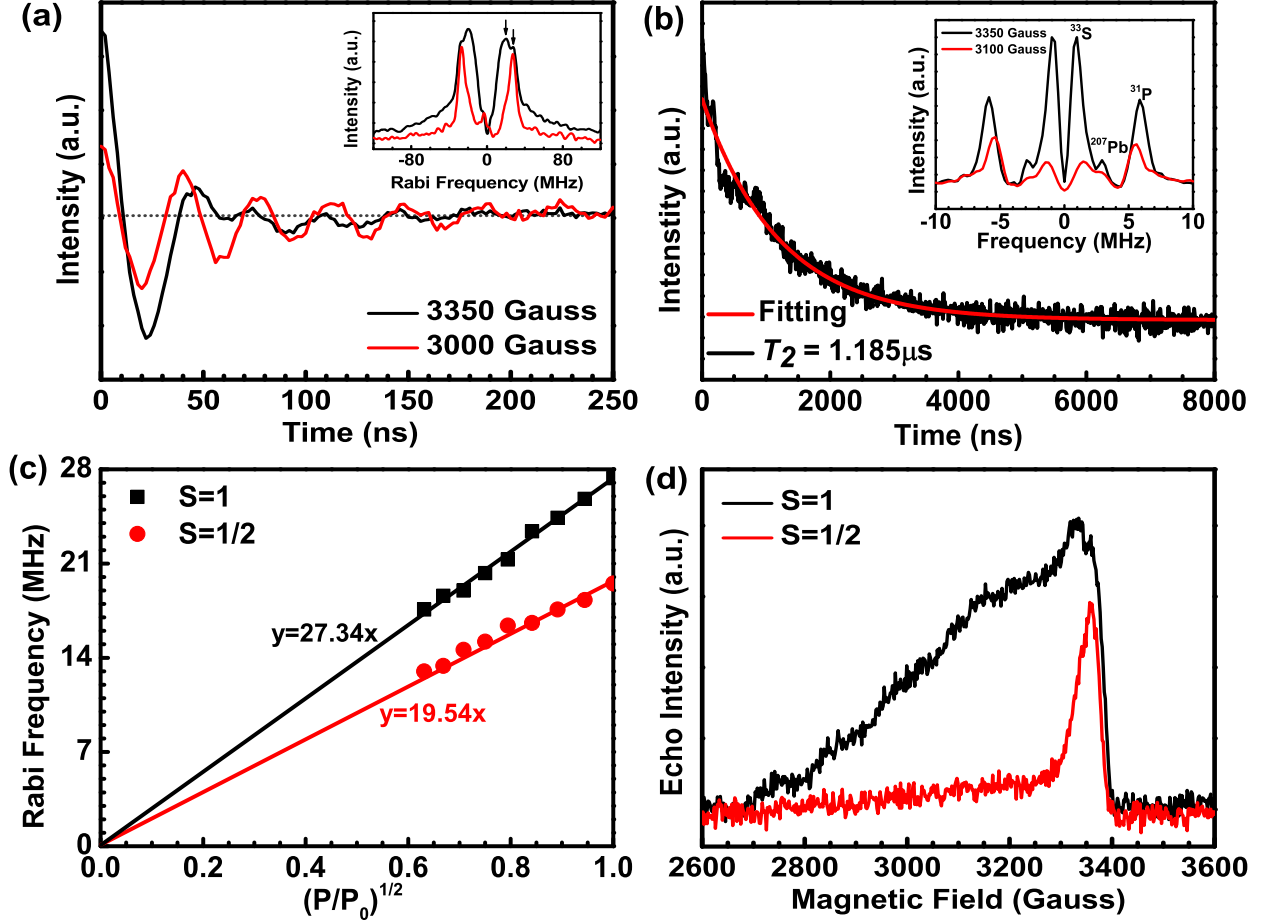 (a)
Intensity (a.u.)
Intensity (a.u.)
-80 0 80
Rabi Frequency (MHz)
3350 Gauss
3000 Gauss
0 50 100 150 200 250
Time (ns)
(b)
Intenstity (a.u.)
3350 Gauss
3100 Gauss
33S
31P
207Pb
Intensity (a.u.)
-10 -5 0 5 10
Frequency (MHz)
Fitting
T2 = 1.185μs
0 2000 4000 6000 8000
Time (ns)
(c)
28
21
14
7
0
Rabi Frequency (MHz)
S=1
S=1/2
y=27.34x
y=19.54x
0.0 0.2 0.4 0.6 0.8 1.0
(P/P0)1/2
(d)
Echo Intensity (a.u.)
S=1
S=1/2
2600 2800 3000 3200 3400 3600
Magnetic Field (Gauss)